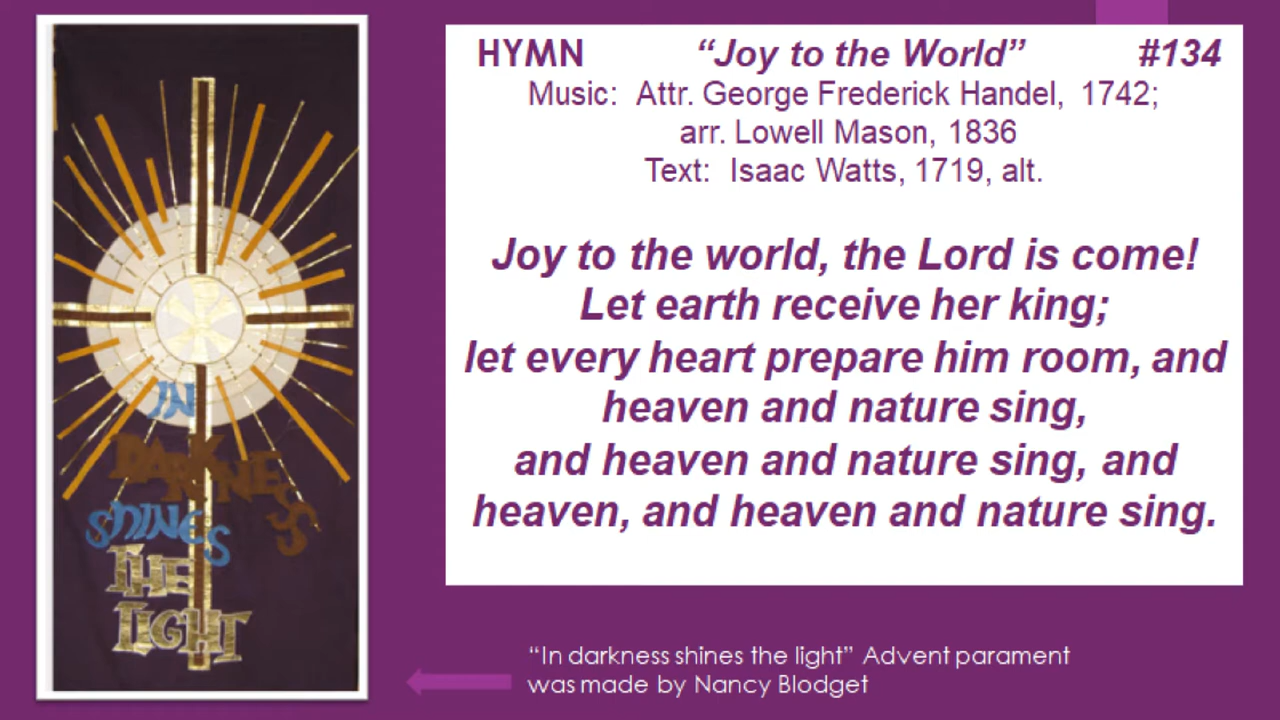 IN
DARKNESS
SHINES
THE
LIGHT
HYMN "Joy to the World" #134
Music: Attr. George Frederick Handel, 1742;
arr. Lowell Mason, 1836
Text: Isaac Watts, 1719, alt.
Joy to the world, the Lord is come!
Let earth receive her king;
let every heart prepare him room, and
heaven and nature sing,
and heaven and nature sing, and
heaven, and heaven and nature sing.
"In darkness shines the light" Advent parament
was made by Nancy Blodget